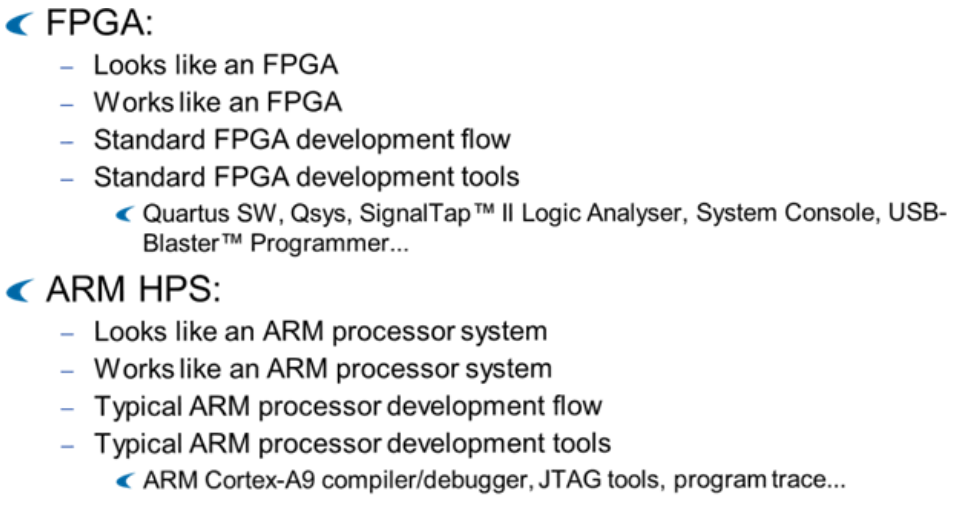 FPGA:
– Looks like an FPGA
– Works like an FPGA
– Standard FPGA development flow
– Standard FPGA development tools
Quartus SW, Qsys, SignalTap™ II Logic Analyser, System Console, USB-
Blaster™ Programmer...
ARM HPS:
– Looks like an ARM processor system
– Works like an ARM processor system
– Typical ARM processor development flow
– Typical ARM processor development tools
ARM Cortex-A9 compiler/debugger, JTAG tools, program trace...